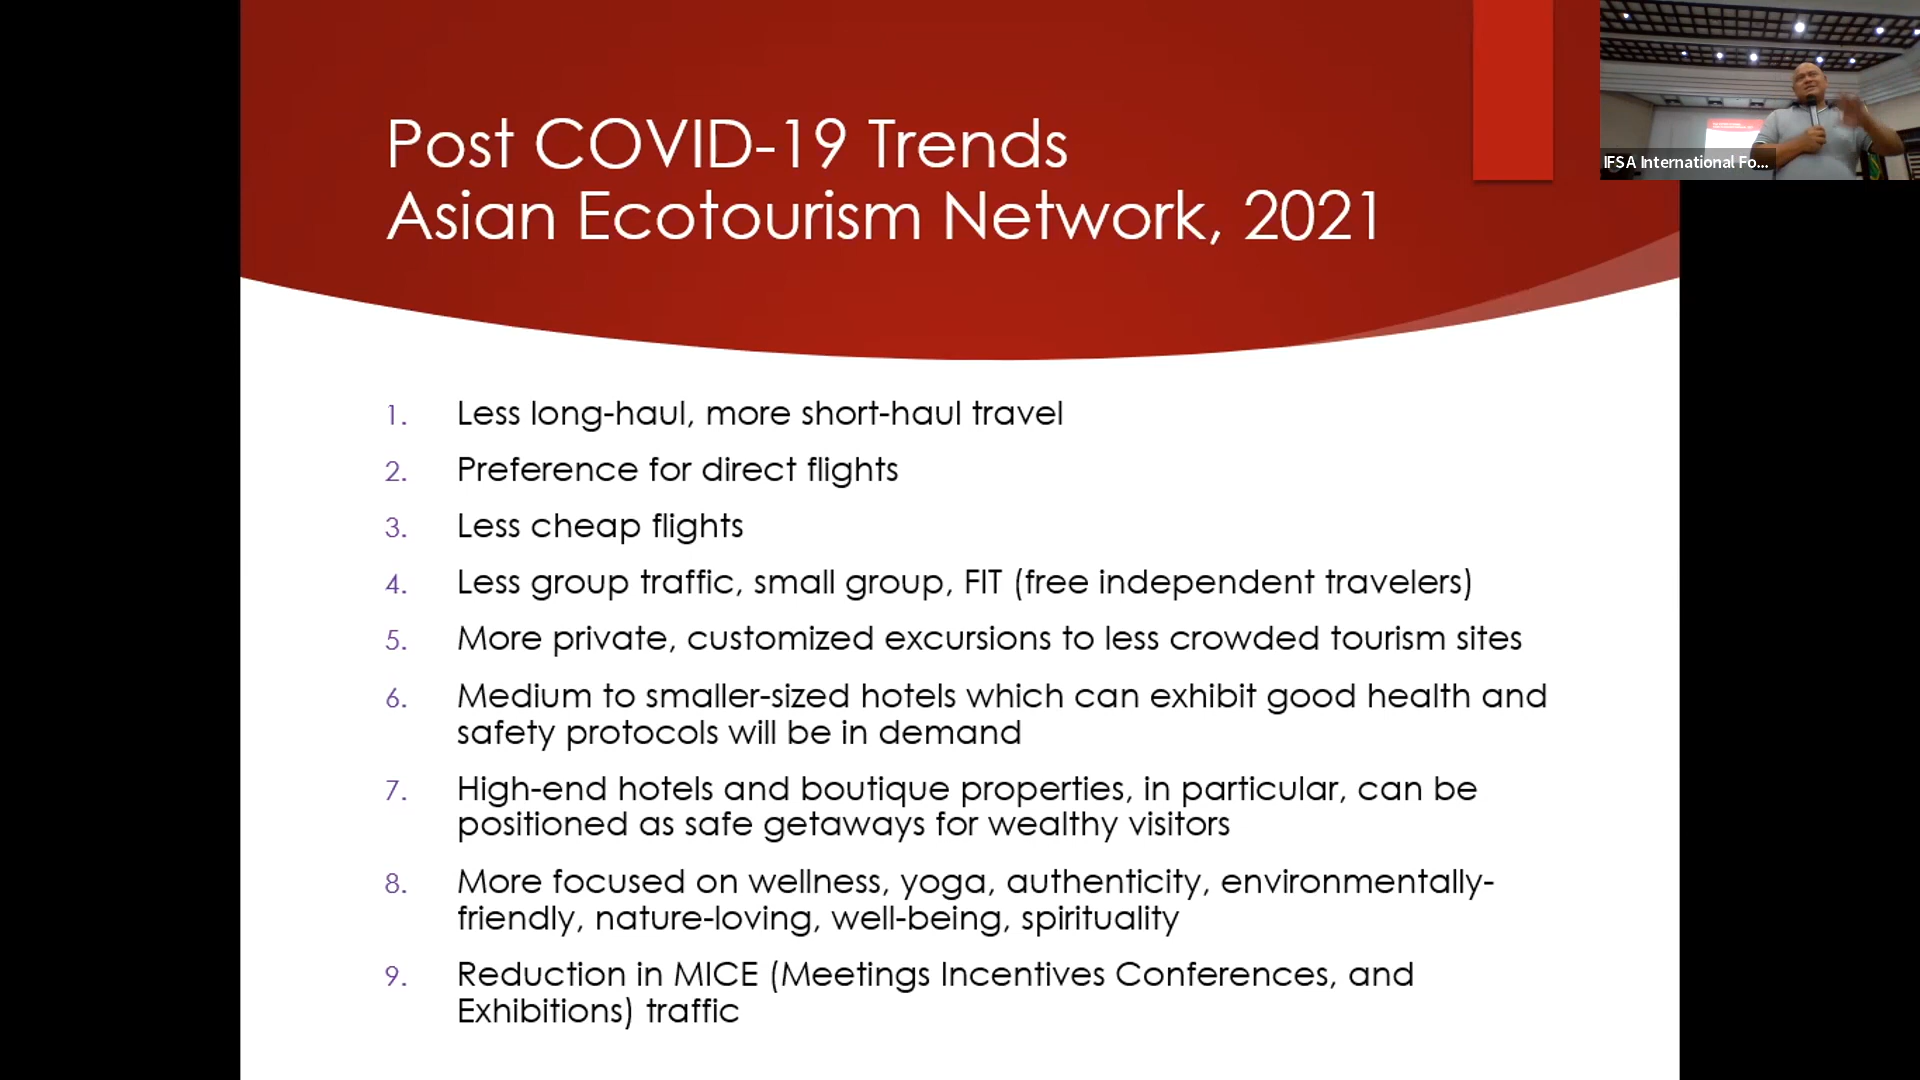 Post COVID-19 Trends
Asian Ecotourism Network, 2021
IFSA International Fo...
1. Less long-haul, more short-haul travel
2. Preference for direct flights
3. Less cheap flights
4. Less group traffic, small group, FIT (free independent travelers)
5. More private, customized excursions to less crowded tourism sites
6. Medium to smaller-sized hotels which can exhibit good health and
safety protocols will be in demand
7. High-end hotels and boutique properties, in particular, can be
positioned as safe getaways for wealthy visitors
8. More focused on wellness, yoga, authenticity, environmentally-
friendly, nature-loving, well-being, spirituality
9. Reduction in MICE (Meetings Incentives Conferences, and
Exhibitions) traffic